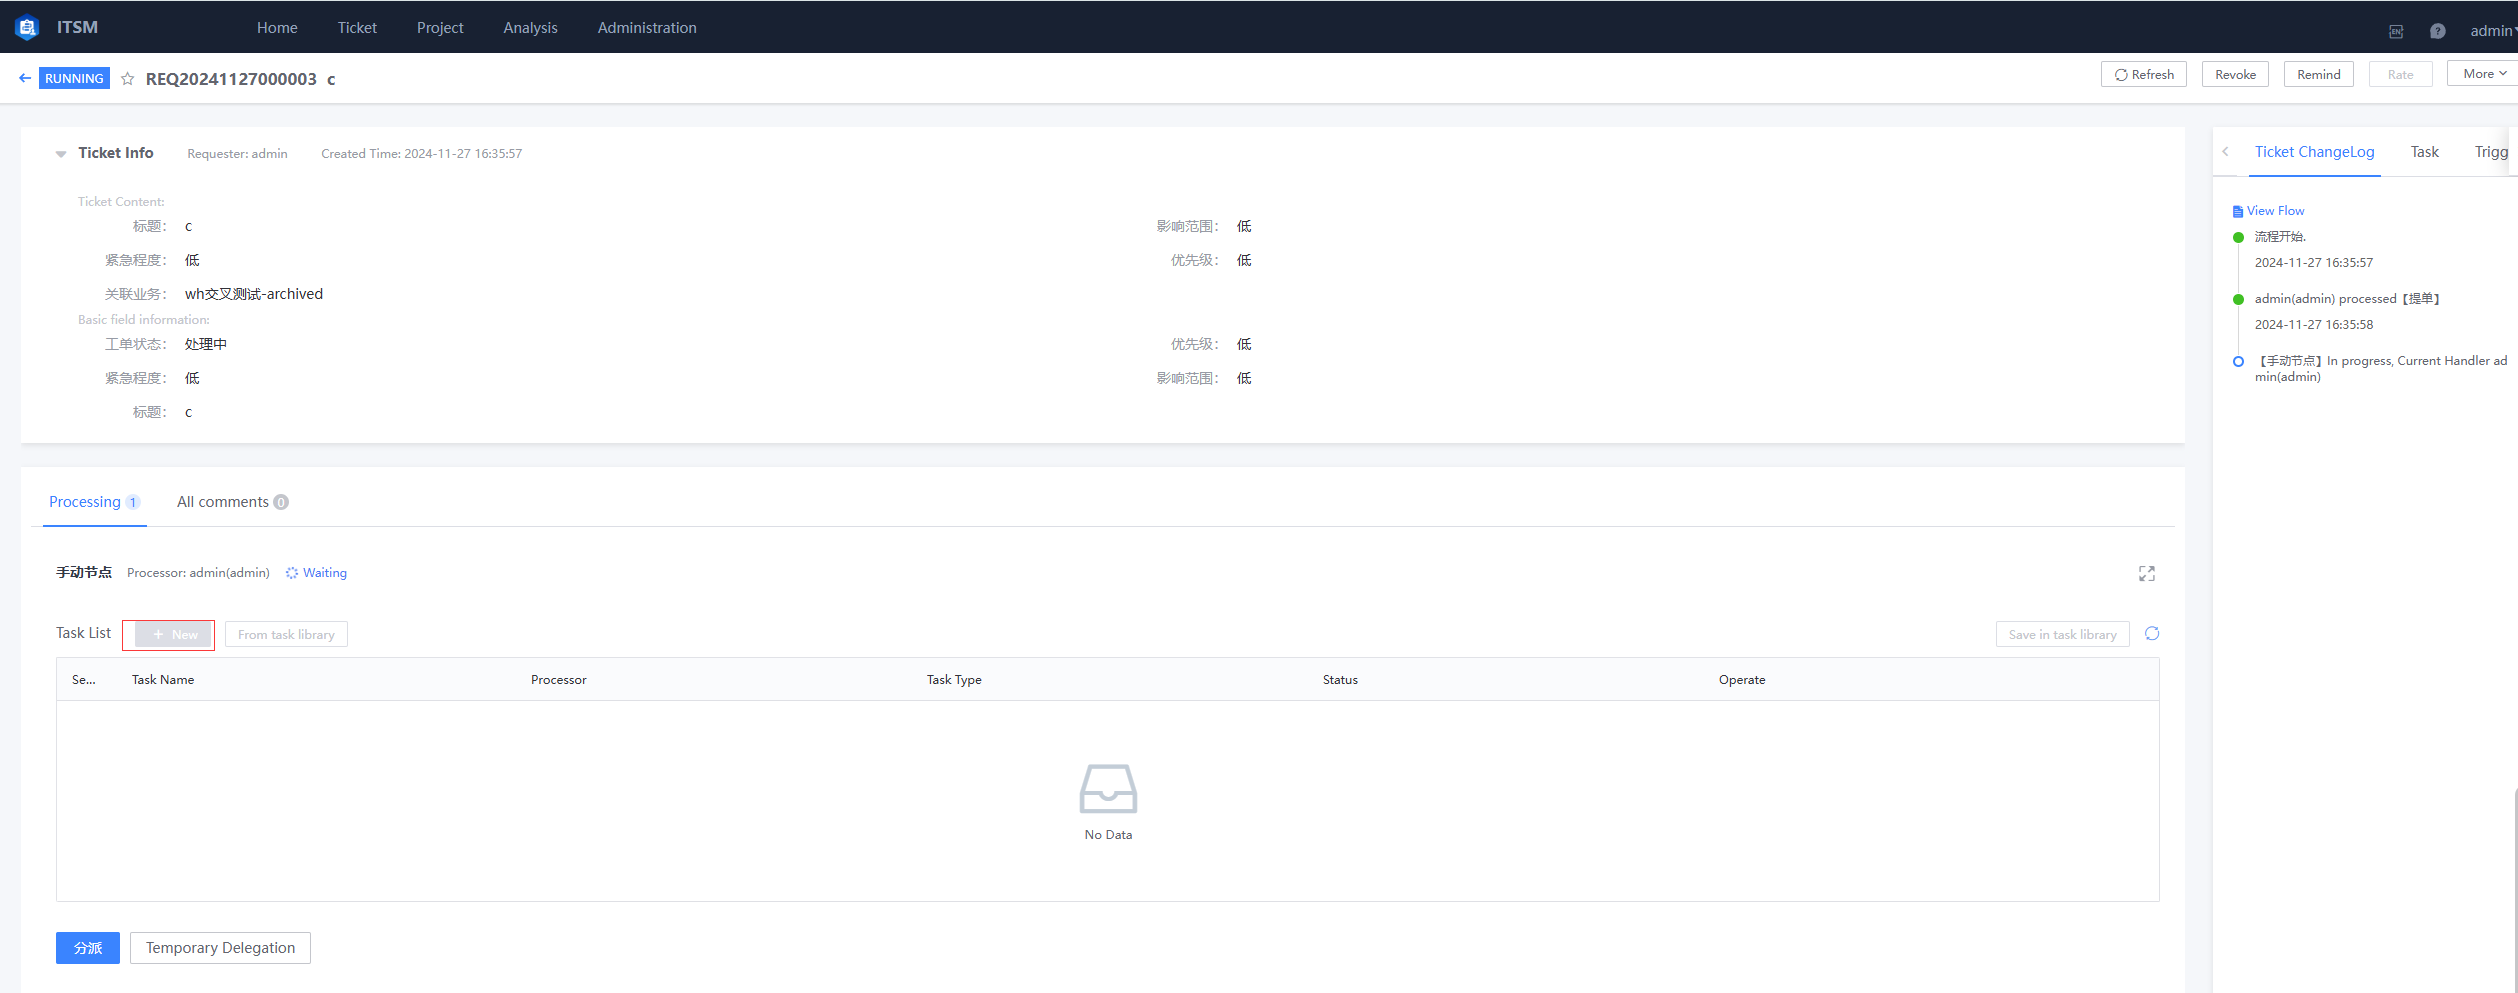 ITSM Home Ticket Project Analysis Administration EN ? admin
RUNNING REQ20241127000003 c Refresh Revoke Remind Rate More
Ticket Info Requester: admin Created Time: 2024-11-27 16:35:57
Ticket Content:
标题： c 影响范围： 低
紧急程度： 低 优先级： 低
关联业务： wh交叉测试-archived
Basic field information:
工单状态： 处理中 优先级： 低
紧急程度： 低 影响范围： 低
标题： c
Processing 1 All comments 0
手动节点 Processor: admin(admin) Waiting
Task List + New From task library Save in task library
Se... Task Name Processor Task Type Status Operate
No Data
分派 Temporary Delegation
Ticket ChangeLog Task Trigg
View Flow
流程开始.
2024-11-27 16:35:57
admin(admin) processed【提单】
2024-11-27 16:35:58
【手动节点】In progress, Current Handler ad
min(admin)